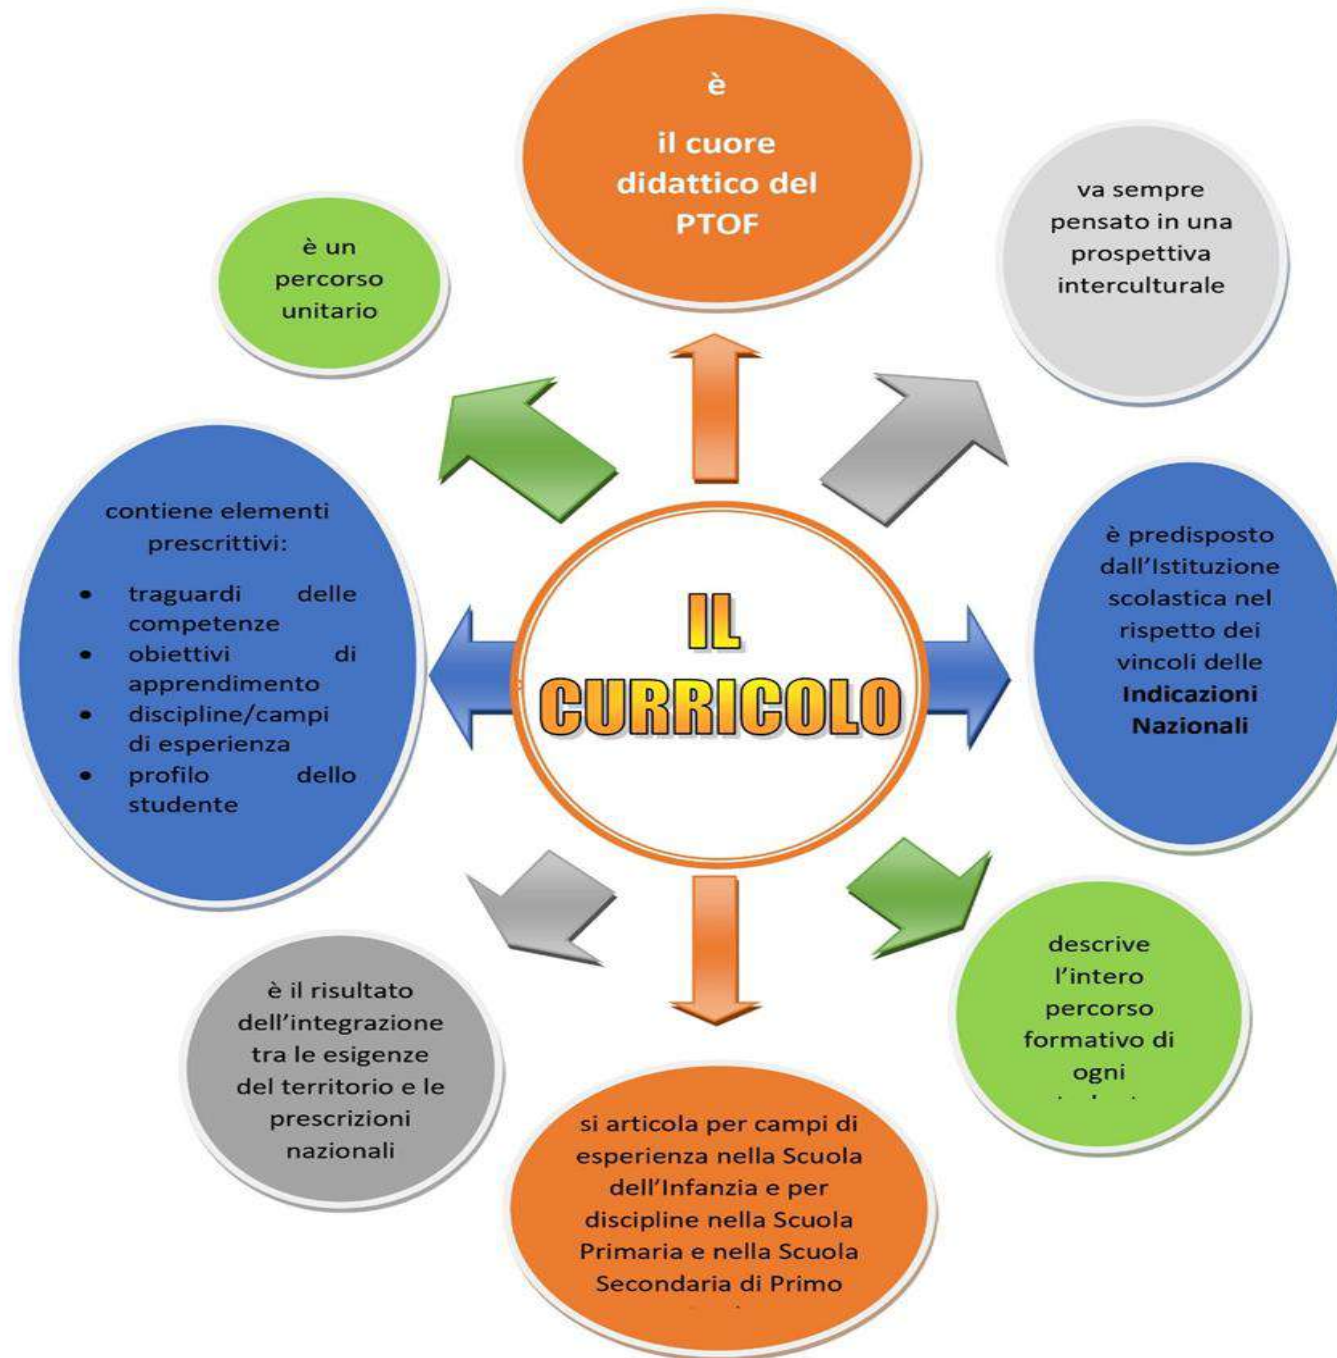 è
il cuore
didattico del
PTOF
va sempre
pensato in una
prospettiva
interculturale
è un
percorso
unitario
contiene elementi
prescrittivi:
• traguardi delle
competenze
• obiettivi di
apprendimento
• discipline/campi
di esperienza
• profilo dello
studente
IL
CURRICOLO
è predisposto
dall'Istituzione
scolastica nel
rispetto dei
vincoli delle
Indicazioni
Nazionali
descrive
l'intero
percorso
formativo di
ogni
è il risultato
dell'integrazione
tra le esigenze
del territorio e le
prescrizioni
nazionali
si articola per campi di
esperienza nella Scuola
dell'Infanzia e per
discipline nella Scuola
Primaria e nella Scuola
Secondaria di Primo